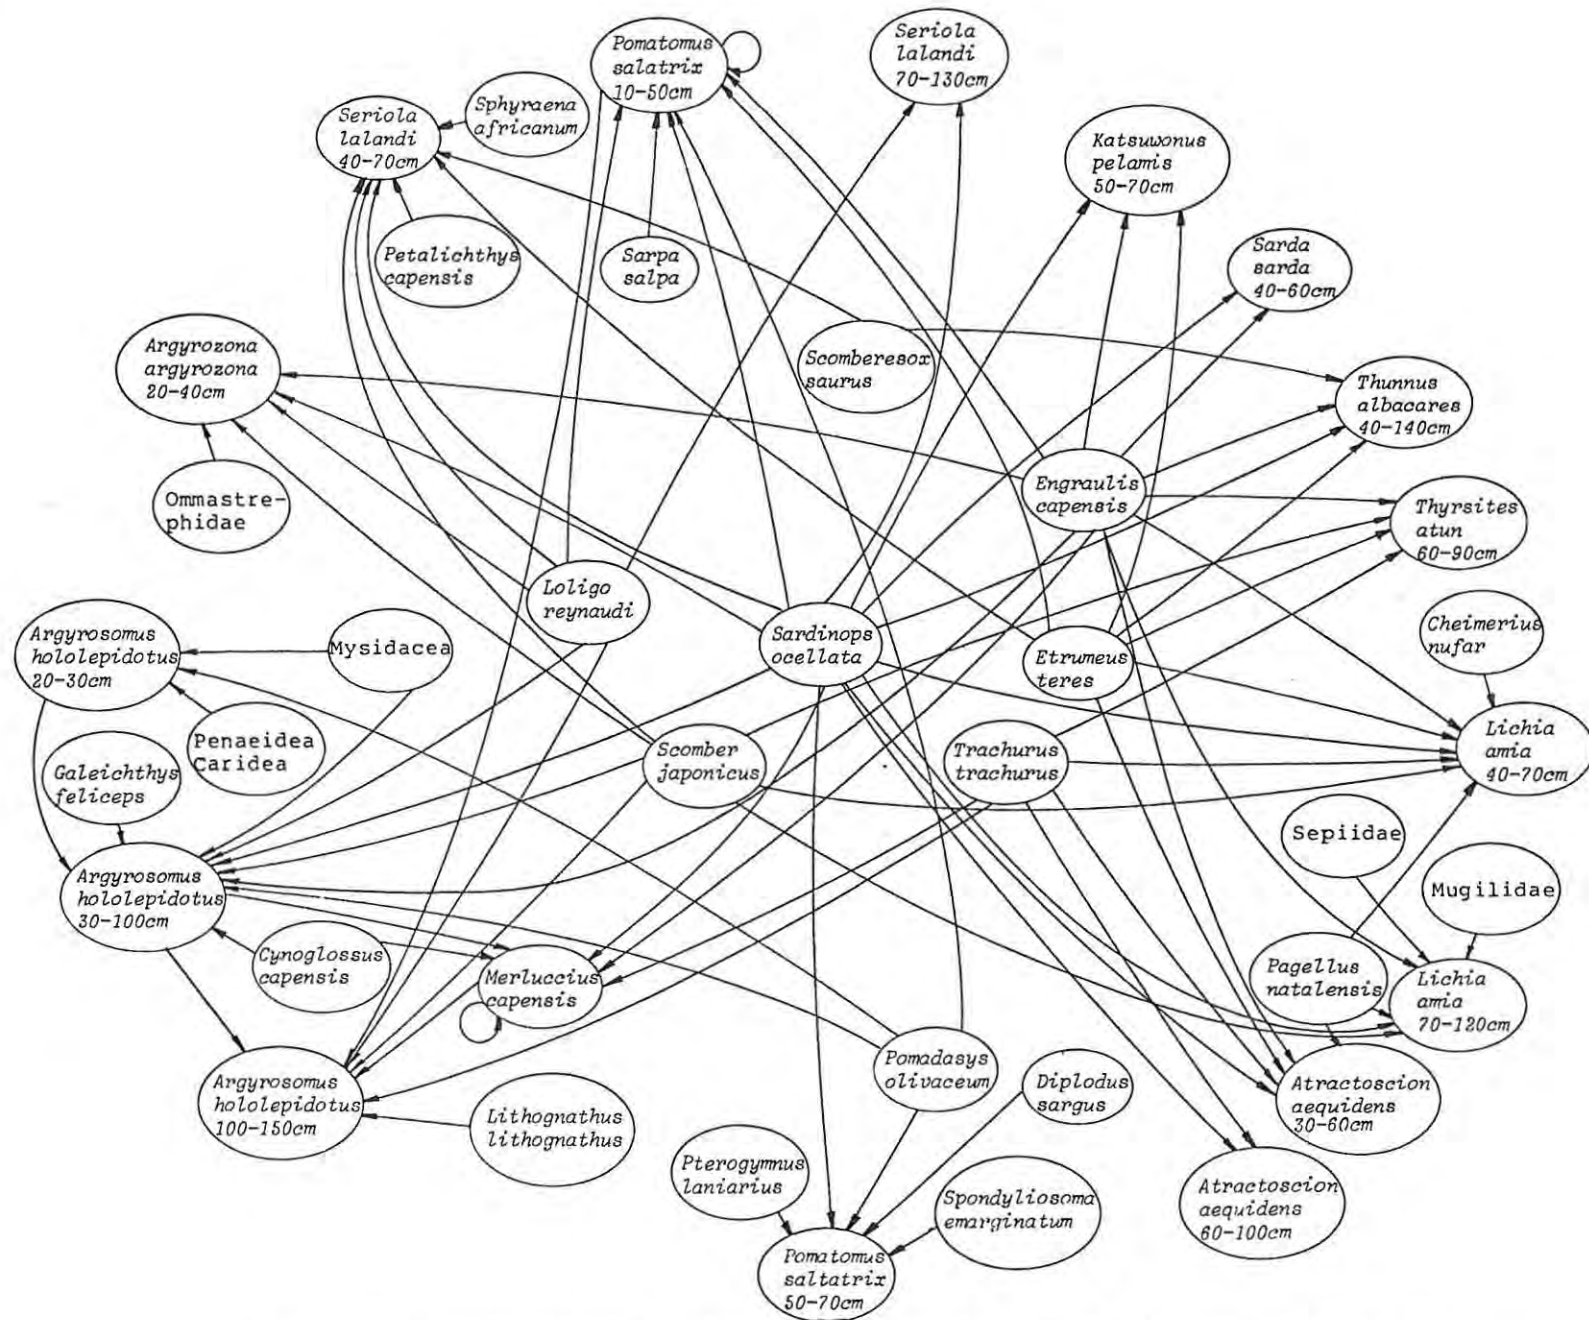 Pomatomus
salatrix
10-50cm
Seriola
lalandi
70-130cm
Seriola
lalandi
40-70cm
Sphyraena
africanum
Katsuwonus
pelamis
50-70cm
Petalichthys
capensis
Sarpa
salpa
Sarda
sarda
40-60cm
Argyrozona
argyrozona
20-40cm
Scomberesox
saurus
Thunnus
albacares
40-140cm
Ommastre-
phidae
Engraulis
capensis
Thyrsites
atun
60-90cm
Loligo
reynaudi
Argyrosomus
hololepidotus
20-30cm
Mysidacea
Sardinops
ocellata
Etrumeus
teres
Cheimerius
nufar
Penaeidea
Caridea
Galeichthys
feliceps
Scomber
japonicus
Trachurus
trachurus
Lichia
amia
40-70cm
Sepiidae
Mugilidae
Argyrosomus
hololepidotus
30-100cm
Cynoglossus
capensis
Merluccius
capensis
Pagellus
natalensis
Lichia
amia
70-120cm
Argyrosomus
hololepidotus
100-150cm
Lithognathus
lithognathus
Pomadasys
olivaceum
Diplodus
sargus
Atractoscion
aequidens
30-60cm
Pterogymnus
laniarius
Spondyliosoma
emarginatum
Atractoscion
aequidens
60-100cm
Pomatomus
saltatrix
50-70cm